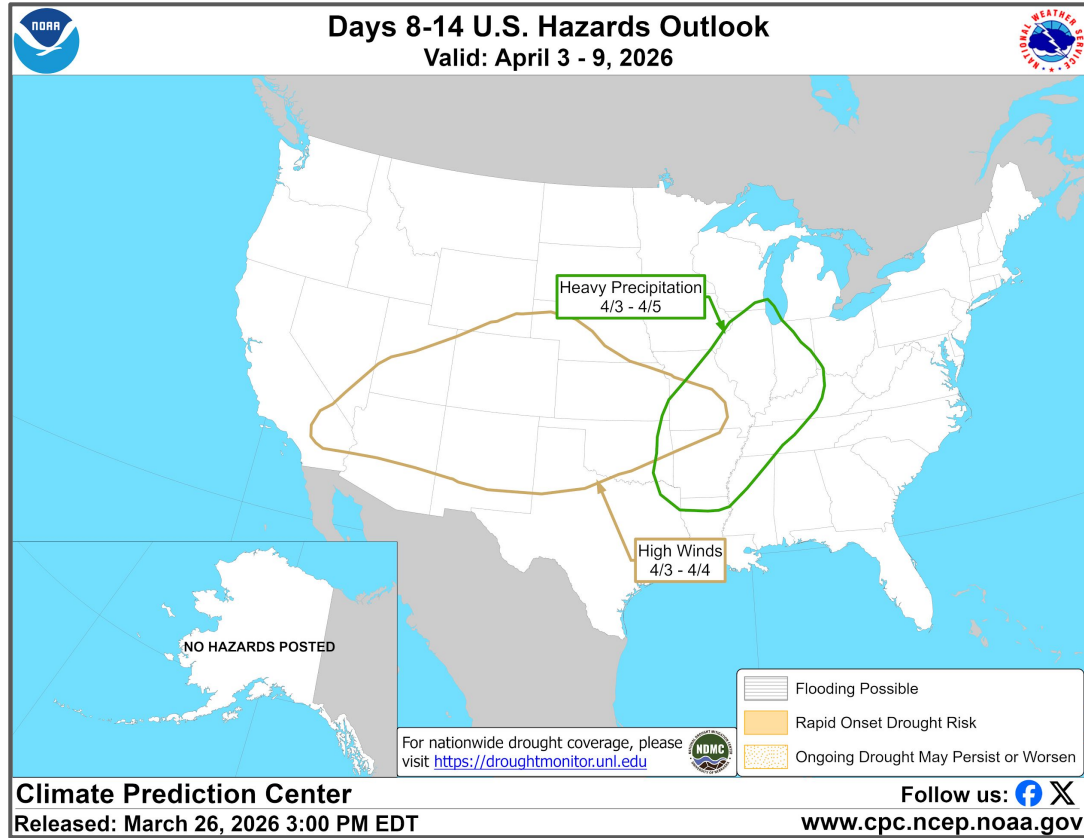 NOAA
Days 8-14 U.S. Hazards Outlook
Valid: April 3 - 9, 2026
NATIONAL WEATHER SERVICE
Heavy Precipitation
4/3 - 4/5
High Winds
4/3 - 4/4
NO HAZARDS POSTED
For nationwide drought coverage, please
visit https://droughtmonitor.unl.edu
NDMC
Flooding Possible
Rapid Onset Drought Risk
Ongoing Drought May Persist or Worsen
Climate Prediction Center
Follow us:
Released: March 26, 2026 3:00 PM EDT
www.cpc.ncep.noaa.gov